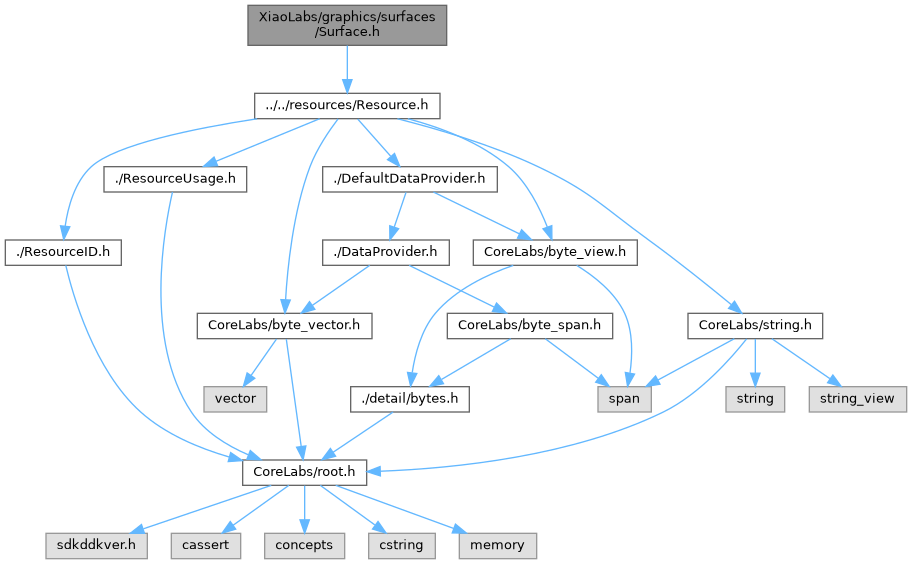 XiaoLabs/graphics/surfaces
/Surface.h
../../resources/Resource.h
./ResourceUsage.h
./DefaultDataProvider.h
./ResourceID.h
./DataProvider.h
CoreLabs/byte_view.h
CoreLabs/byte_vector.h
CoreLabs/byte_span.h
CoreLabs/string.h
vector
./detail/bytes.h
span
string
string_view
CoreLabs/root.h
sdkddkver.h
cassert
concepts
cstring
memory